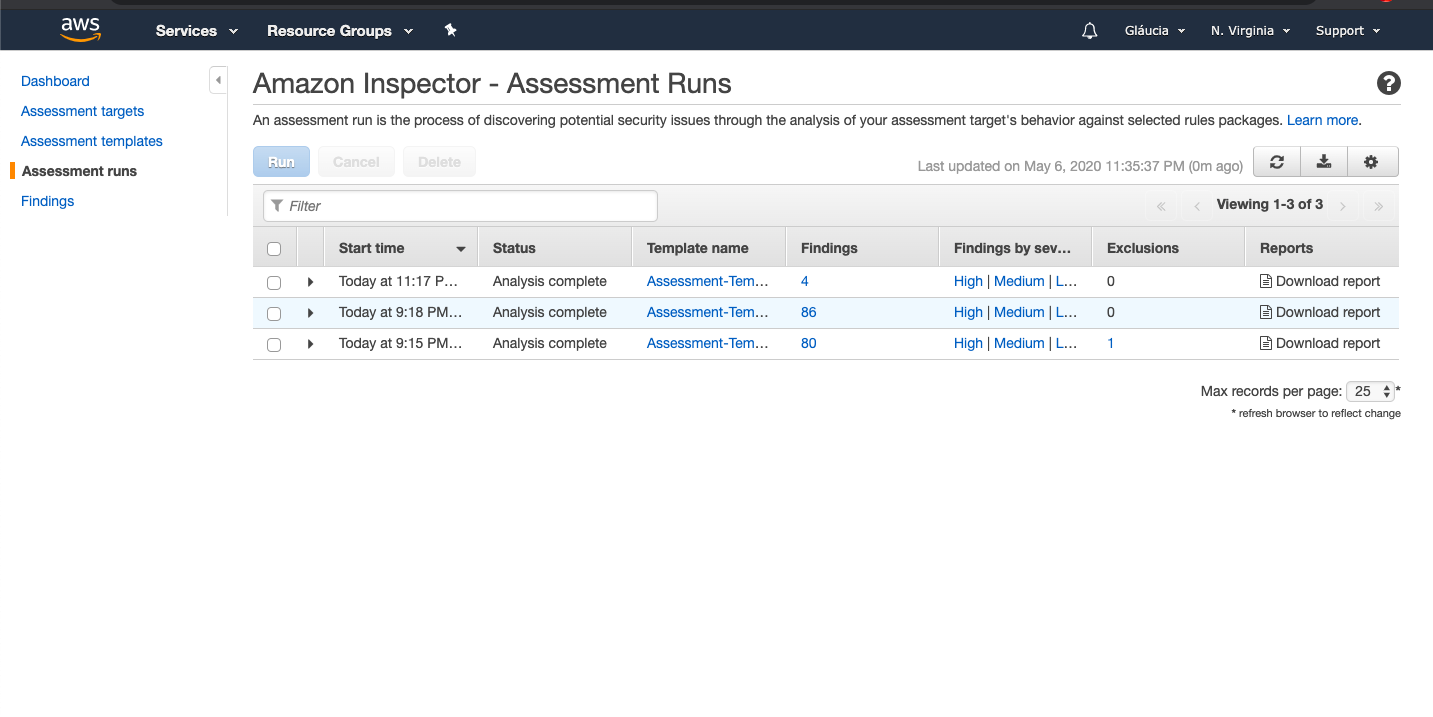 aws Services Resource Groups Gláucia N. Virginia Support
Dashboard
Assessment targets
Assessment templates
Assessment runs
Findings
Amazon Inspector - Assessment Runs
An assessment run is the process of discovering potential security issues through the analysis of your assessment target's behavior against selected rules packages. Learn more.
Run Cancel Delete Last updated on May 6, 2020 11:35:37 PM (0m ago)
Filter « ‹ Viewing 1-3 of 3 › »
Start time Status Template name Findings Findings by sev... Exclusions Reports
Today at 11:17 P... Analysis complete Assessment-Tem... 4 High | Medium | L... 0 Download report
Today at 9:18 PM... Analysis complete Assessment-Tem... 86 High | Medium | L... 0 Download report
Today at 9:15 PM... Analysis complete Assessment-Tem... 80 High | Medium | L... 1 Download report
Max records per page: 25 *
* refresh browser to reflect change